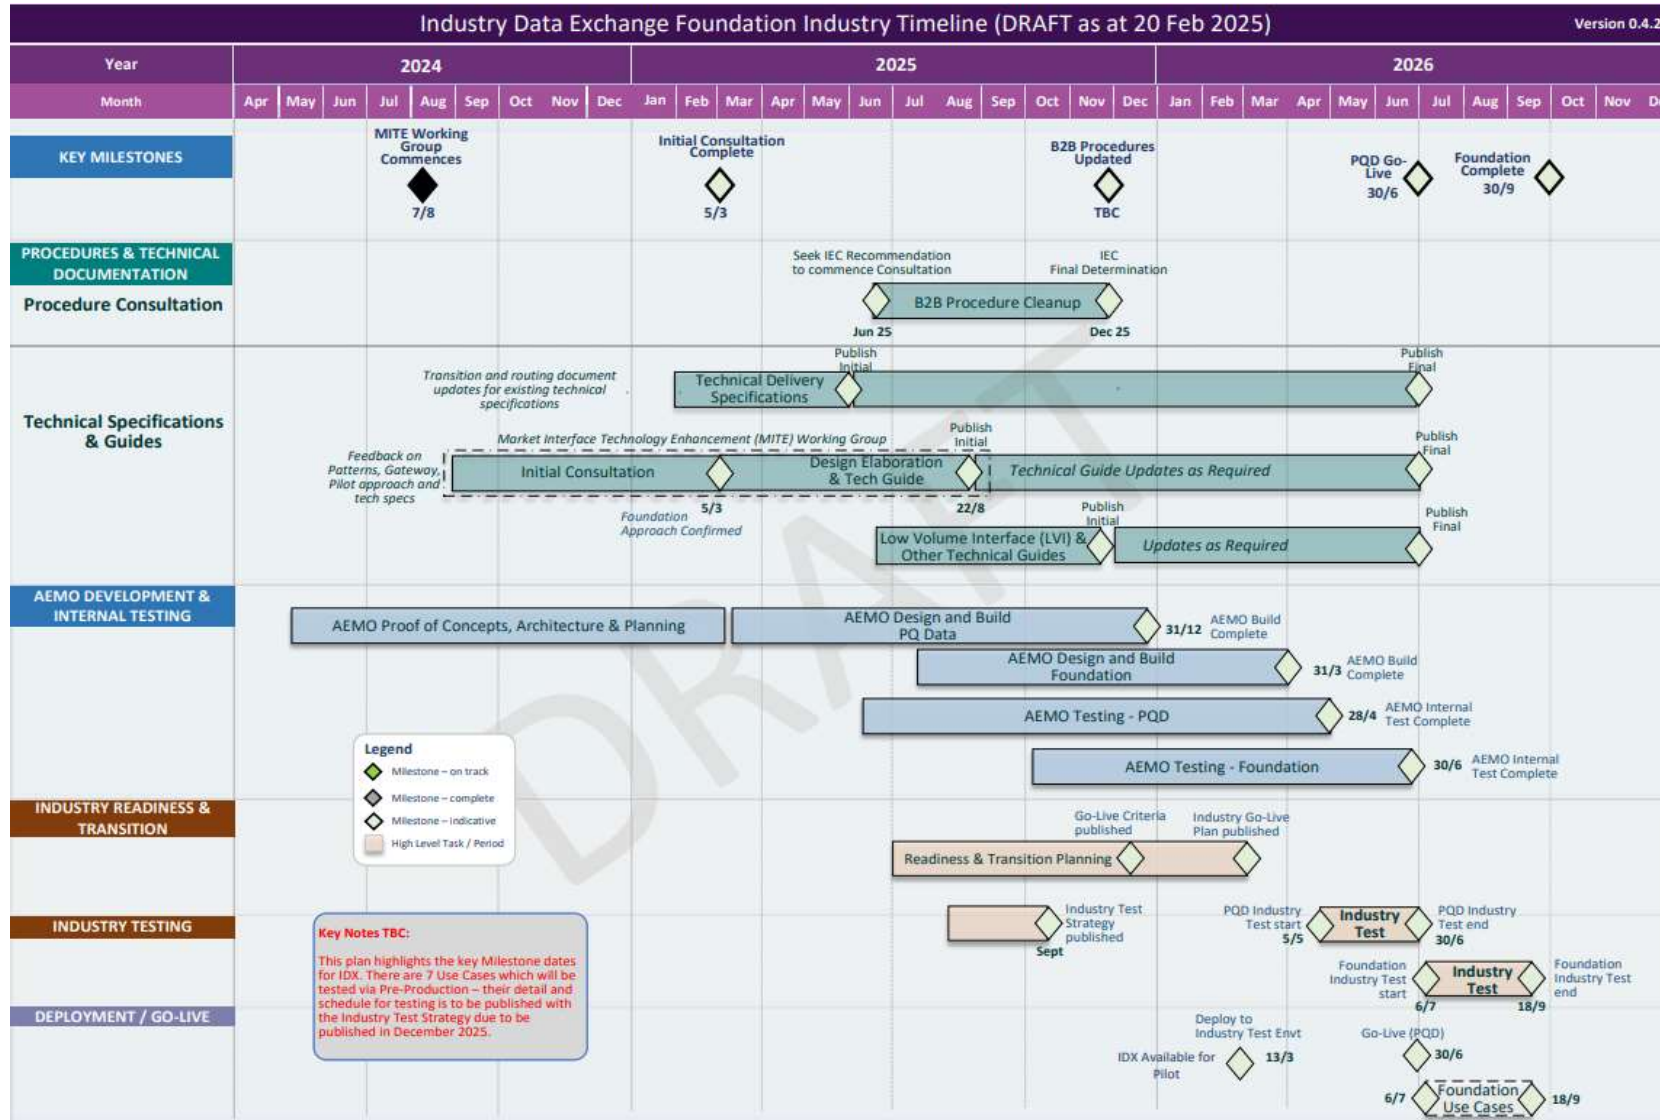 Industry Data Exchange Foundation Industry Timeline (DRAFT as at 20 Feb 2025)
Version 0.4.2
Year
2024
2025
2026
Month
Apr May Jun Jul Aug Sep Oct Nov Dec Jan Feb Mar Apr May Jun Jul Aug Sep Oct Nov Dec Jan Feb Mar Apr May Jun Jul Aug Sep Oct Nov
KEY MILESTONES
MITE Working
Group
Commences
7/8
Initial Consultation
Complete
5/3
B2B Procedures
Updated
TBC
PQD Go-
Live
30/6
Foundation
Complete
30/9
PROCEDURES & TECHNICAL
DOCUMENTATION
Procedure Consultation
Seek IEC Recommendation
to commence Consultation
IEC
Final Determination
B2B Procedure Cleanup
Jun 25
Dec 25
Technical Specifications
& Guides
Transition and routing document
updates for existing technical
specifications
Technical Delivery
Specifications
Publish
Initial
Publish
Final
Market Interface Technology Enhancement (MITE) Working Group
Feedback on
Patterns, Gateway,
Pilot approach and
tech specs
Initial Consultation
5/3
Foundation
Approach Confirmed
Design Elaboration
& Tech Guide
Publish
Initial
22/8
Technical Guide Updates as Required
Publish
Final
Low Volume Interface (LVI) &
Other Technical Guides
Publish
Initial
Updates as Required
Publish
Final
AEMO DEVELOPMENT &
INTERNAL TESTING
AEMO Proof of Concepts, Architecture & Planning
AEMO Design and Build
PQ Data
31/12
AEMO Build
Complete
AEMO Design and Build
Foundation
31/3
AEMO Build
Complete
AEMO Testing - PQD
28/4
AEMO Internal
Test Complete
AEMO Testing - Foundation
30/6
AEMO Internal
Test Complete
Legend
Milestone – on track
Milestone – complete
Milestone – indicative
High Level Task / Period
INDUSTRY READINESS &
TRANSITION
Go-Live Criteria
published
Industry Go-Live
Plan published
Readiness & Transition Planning
INDUSTRY TESTING
Industry Test
Strategy
published
Sept
PQD Industry
Test start
5/5
Industry
Test
PQD Industry
Test end
30/6
Foundation
Industry Test
start
6/7
Industry
Test
18/9
Foundation
Industry Test
end
Key Notes TBC:
This plan highlights the key Milestone dates
for IDX. There are 7 Use Cases which will be
tested via Pre-Production – their detail and
schedule for testing is to be published with
the Industry Test Strategy due to be
published in December 2025.
DEPLOYMENT / GO-LIVE
Deploy to
Industry Test Envt
IDX Available for
Pilot
13/3
Go-Live (PQD)
30/6
6/7
Foundation
Use Cases
18/9
DRAFT